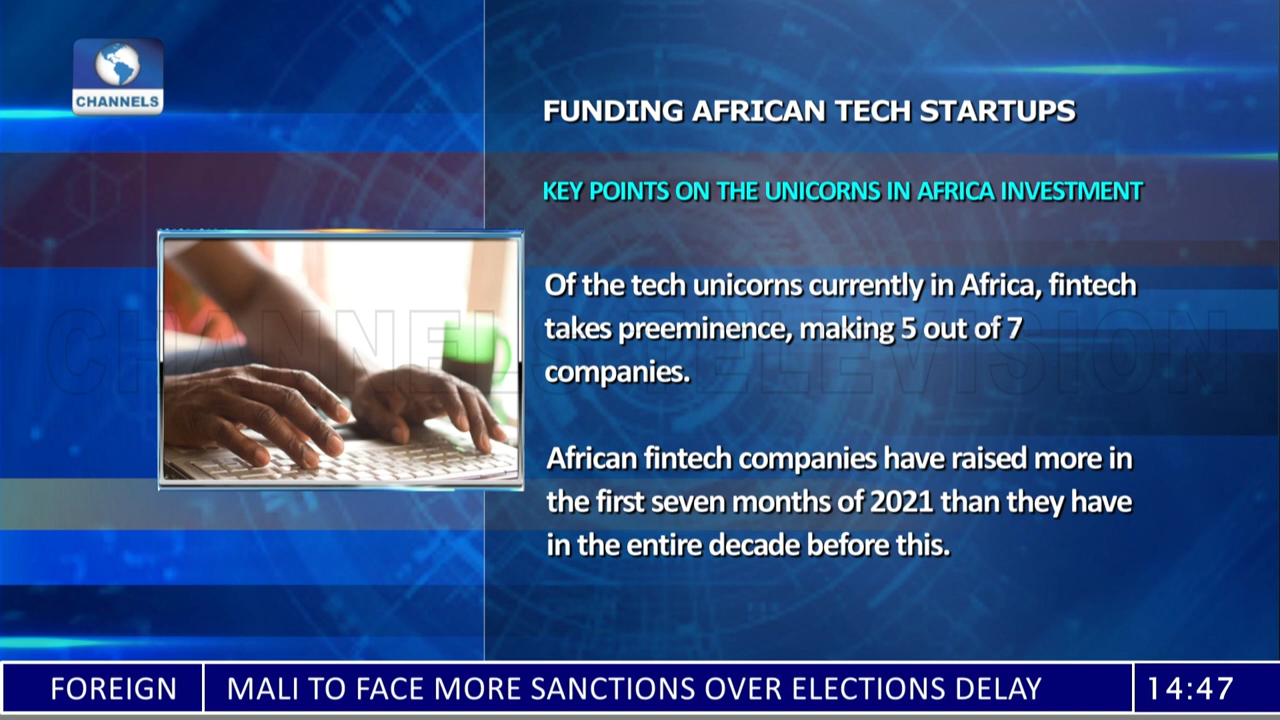 CHANNELS
FUNDING AFRICAN TECH STARTUPS
KEY POINTS ON THE UNICORNS IN AFRICA INVESTMENT
Of the tech unicorns currently in Africa, fintech
takes preeminence, making 5 out of 7
companies.
CHANNELS TELEVISION
African fintech companies have raised more in
the first seven months of 2021 than they have
in the entire decade before this.
FOREIGN
MALI TO FACE MORE SANCTIONS OVER ELECTIONS DELAY
14:47